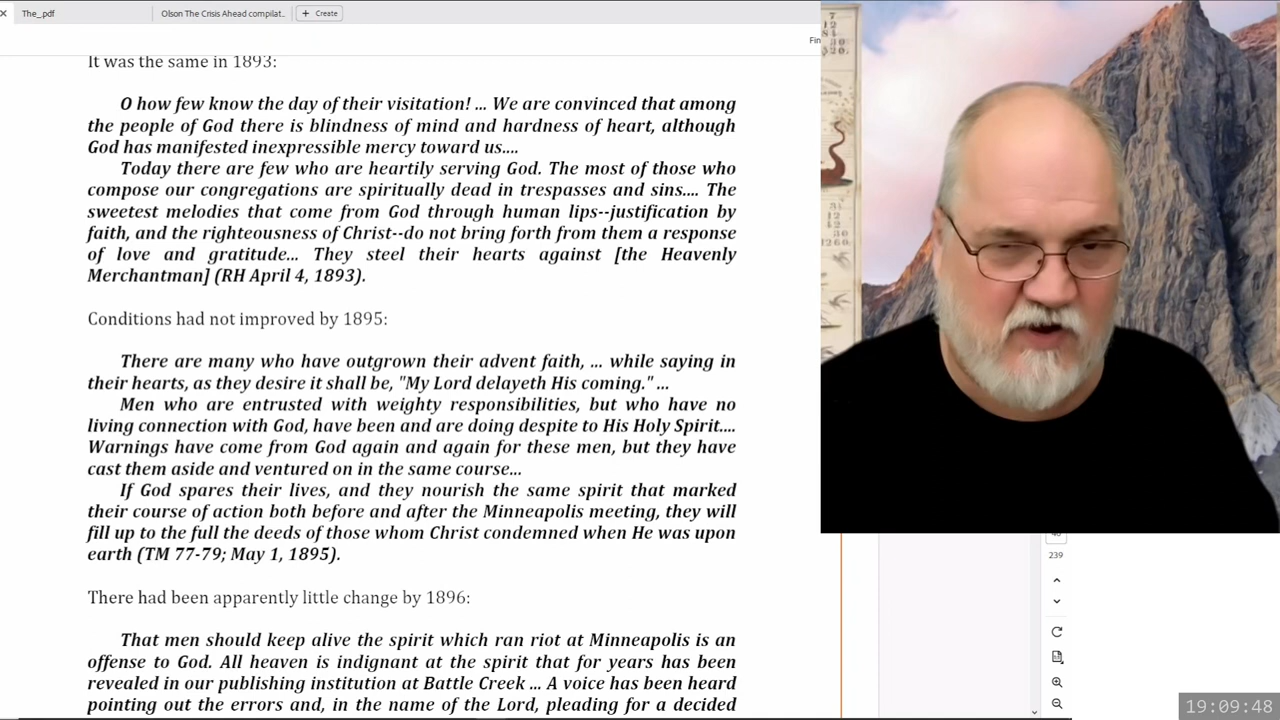 The_.pdf
Olson The Crisis Ahead compilat..
+ Create
Fin
It was the same in 1893:
O how few know the day of their visitation! ... We are convinced that among
the people of God there is blindness of mind and hardness of heart, although
God has manifested inexpressible mercy toward us....
Today there are few who are heartily serving God. The most of those who
compose our congregations are spiritually dead in trespasses and sins.... The
sweetest melodies that come from God through human lips--justification by
faith, and the righteousness of Christ--do not bring forth from them a response
of love and gratitude... They steel their hearts against [the Heavenly
Merchantman] (RH April 4, 1893).
Conditions had not improved by 1895:
There are many who have outgrown their advent faith, ... while saying in
their hearts, as they desire it shall be, "My Lord delayeth His coming." ...
Men who are entrusted with weighty responsibilities, but who have no
living connection with God, have been and are doing despite to His Holy Spirit....
Warnings have come from God again and again for these men, but they have
cast them aside and ventured on in the same course...
If God spares their lives, and they nourish the same spirit that marked
their course of action both before and after the Minneapolis meeting, they will
fill up to the full the deeds of those whom Christ condemned when He was upon
earth (TM 77-79; May 1, 1895).
There had been apparently little change by 1896:
That men should keep alive the spirit which ran riot at Minneapolis is an
offense to God. All heaven is indignant at the spirit that for years has been
revealed in our publishing institution at Battle Creek ... A voice has been heard
pointing out the errors and, in the name of the Lord, pleading for a decided
239
19:09:48